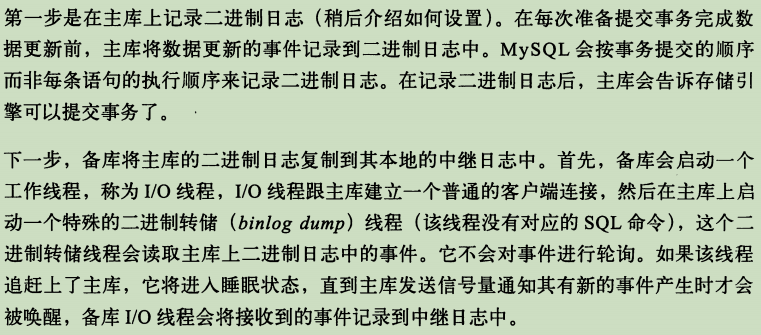 第一步是在主库上记录二进制日志（稍后介绍如何设置）。在每次准备提交事务完成数
据更新前，主库将数据更新的事件记录到二进制日志中。MySQL 会按事务提交的顺序
而非每条语句的执行顺序来记录二进制日志。在记录二进制日志后，主库会告诉存储引
擎可以提交事务了。
下一步，备库将主库的二进制日志复制到其本地的中继日志中。首先，备库会启动一个
工作线程，称为 I/O 线程，I/O 线程跟主库建立一个普通的客户端连接，然后在主库上启
动一个特殊的二进制转储（binlog dump）线程（该线程没有对应的 SQL 命令），这个二
进制转储线程会读取主库上二进制日志中的事件。它不会对事件进行轮询。如果该线程
追赶上了主库，它将进入睡眠状态，直到主库发送信号量通知其有新的事件产生时才会
被唤醒，备库 I/O 线程会将接收到的事件记录到中继日志中。